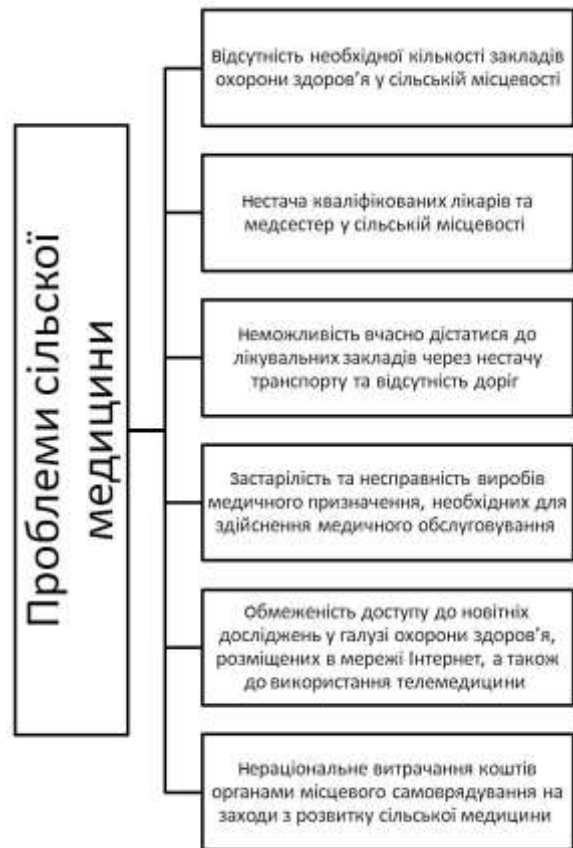 Проблеми сільскої
медицини
Відсутність необхідної кількості закладів
охорони здоров'я у сільській місцевості
Нестача кваліфікованих лікарів та
медсестер у сільській місцевості
Неможливість вчасно дістатися до
лікувальних закладів через нестачу
транспорту та відсутність доріг
Застарілість та несправність виробів
медичного призначення, необхідних для
здійснення медичного обслуговування
Обмеженість доступу до новітніх
досліджень у галузі охорони здоров'я,
розміщених в мережі Інтернет, а також
до використання телемедицини
Нераціональне витрачання коштів
органами місцевого самоврядування на
заходи з розвитку сільської медицини